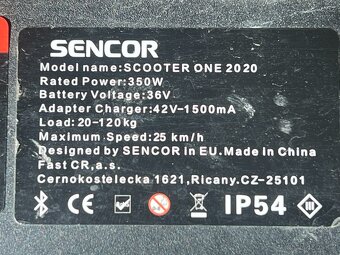 SENCOR
Model name:SCOOTER ONE 2020
Rated Power:350W
Battery Voltage:36V
Adapter Charger:42V-1500mA
Load:20-120kg
Maximum Speed:25 km/h
Designed by SENCOR in EU. Made in China
Fast CR,a.s.
Cernokostelecka 1621,Ricany.CZ-25101
CE IP54